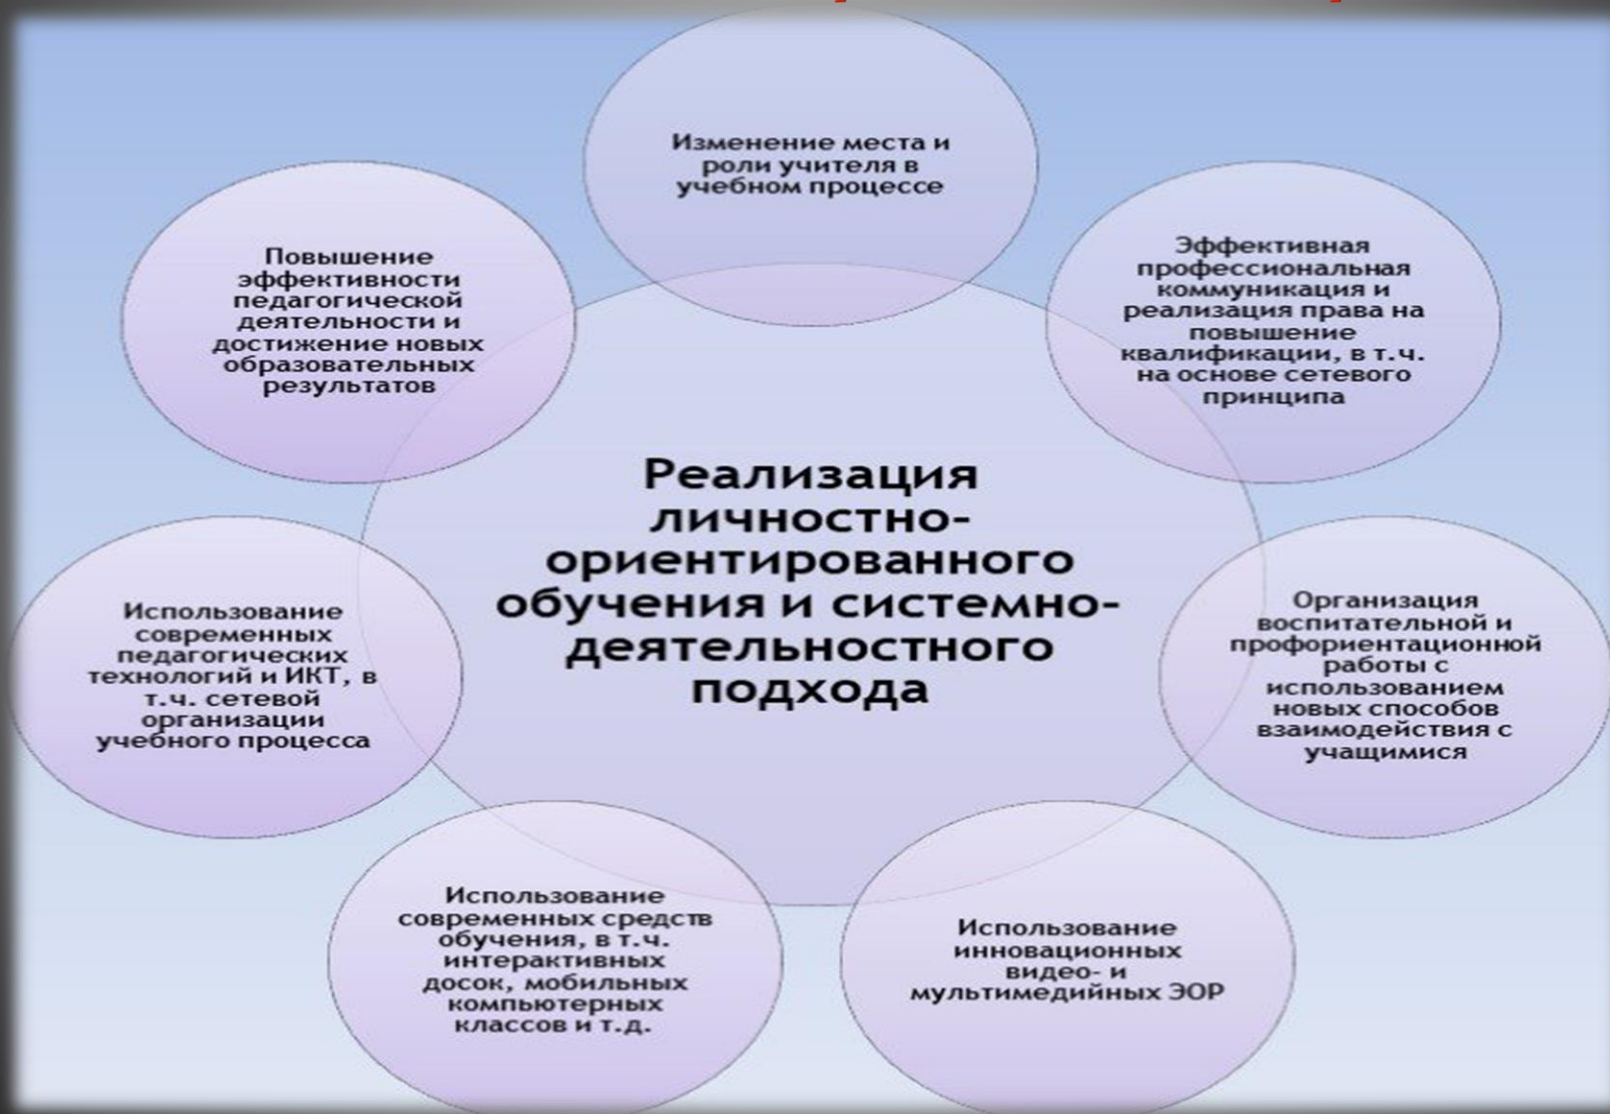 Изменение места и
роли учителя в
учебном процессе
Эффективная
профессиональная
коммуникация и
реализация права на
повышение
квалификации, в т.ч.
на основе сетевого
принципа
Организация
воспитательной и
профориентационной
работы с
использованием
новых способов
взаимодействия с
учащимися
Использование
инновационных
видео- и
мультимедийных ЭОР
Использование
современных средств
обучения, в т.ч.
интерактивных
досок, мобильных
компьютерных
классов и т.д.
Использование
современных
педагогических
технологий и ИКТ, в
т.ч. сетевой
организации
учебного процесса
Повышение
эффективности
педагогической
деятельности и
достижение новых
образовательных
результатов
Реализация
личностно-
ориентированного
обучения и системно-
деятельностного
подхода